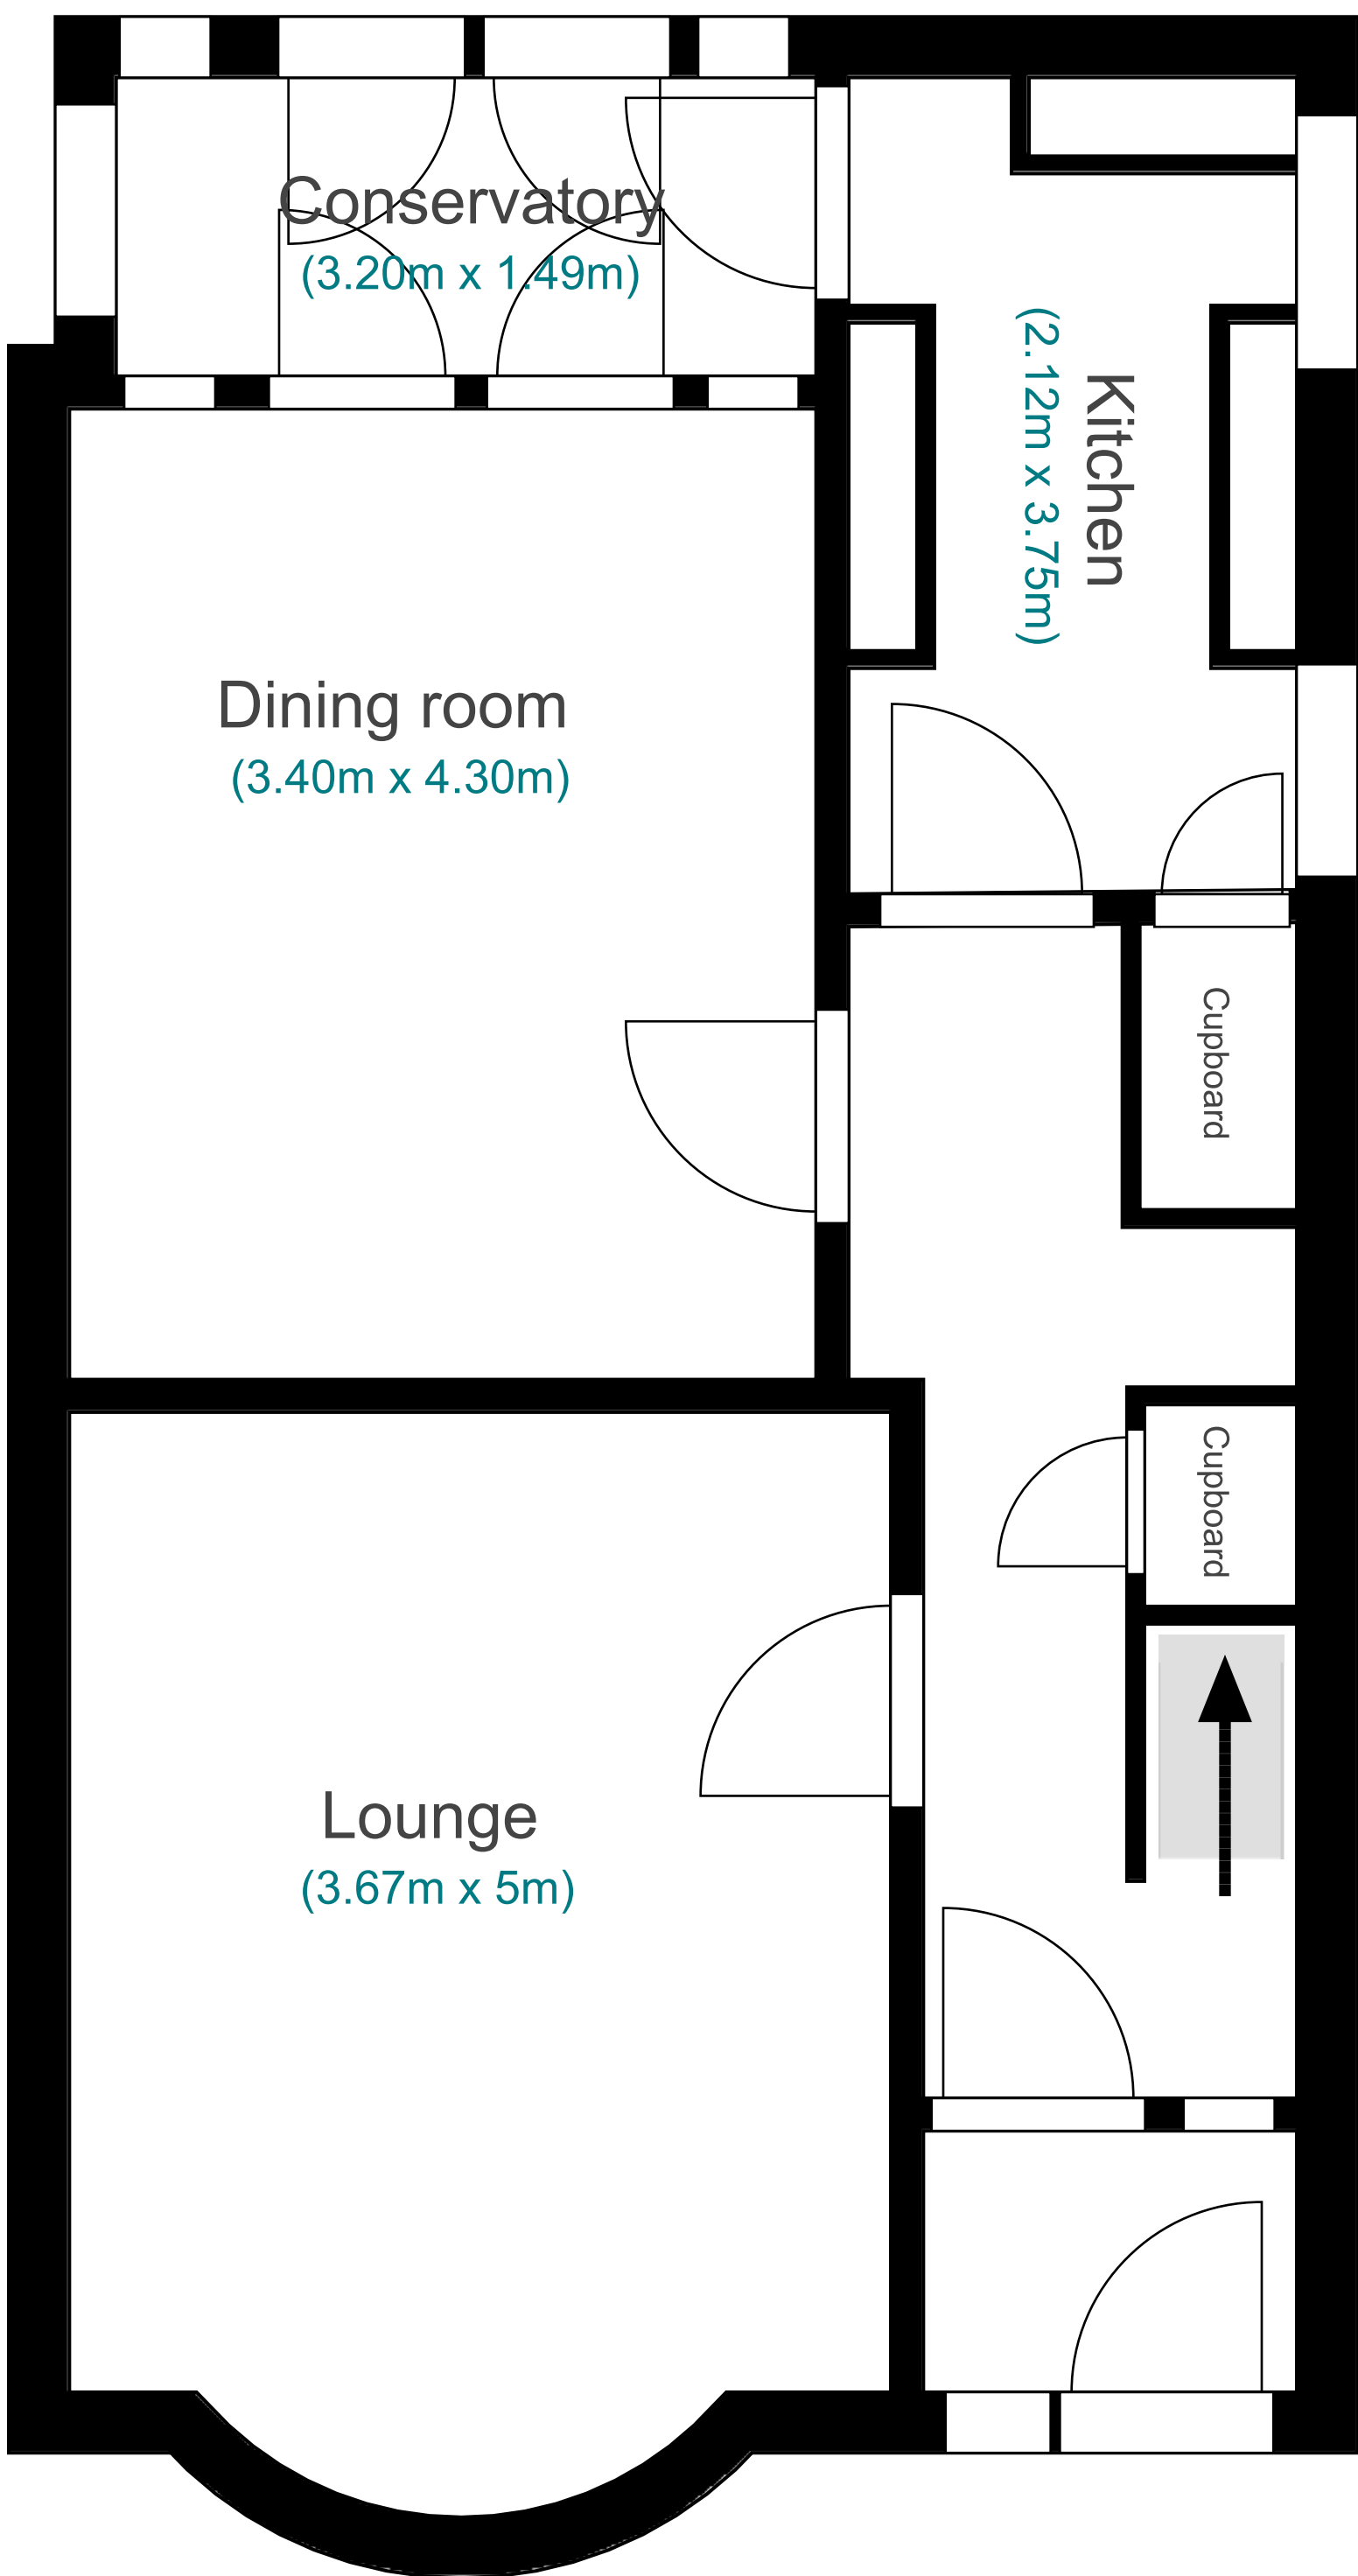 Conservatory
(3.20m x 1.49m)
Kitchen
(2.12m x 3.75m)
Dining room
(3.40m x 4.30m)
Cupboard
Cupboard
Lounge
(3.67m x 5m)